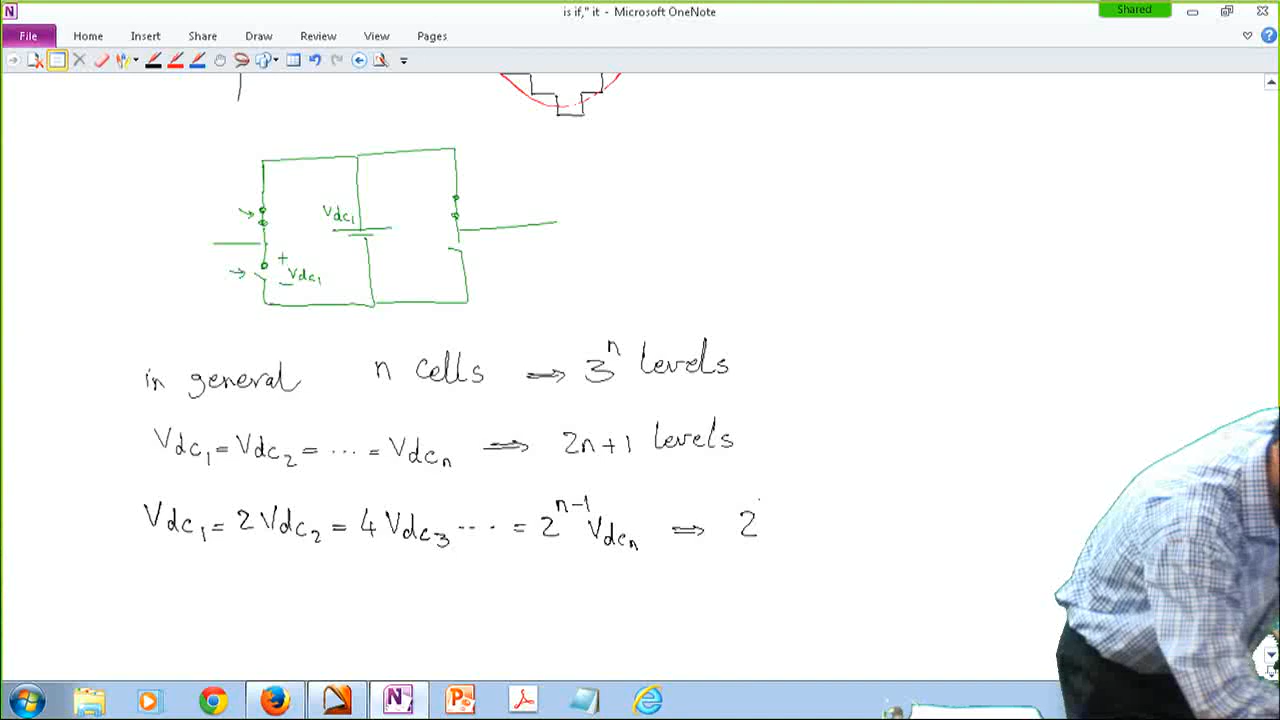 is if," it - Microsoft OneNote
Shared
File Home Insert Share Draw Review View Pages
Vdc1
+
Vdc1
−
in general n cells ⇒ 3^n levels
Vdc1 = Vdc2 = ... = Vdcn ⇒ 2n+1 levels
Vdc1 = 2Vdc2 = 4Vdc3 .... = 2^n-1 Vdcn ⇒ 2